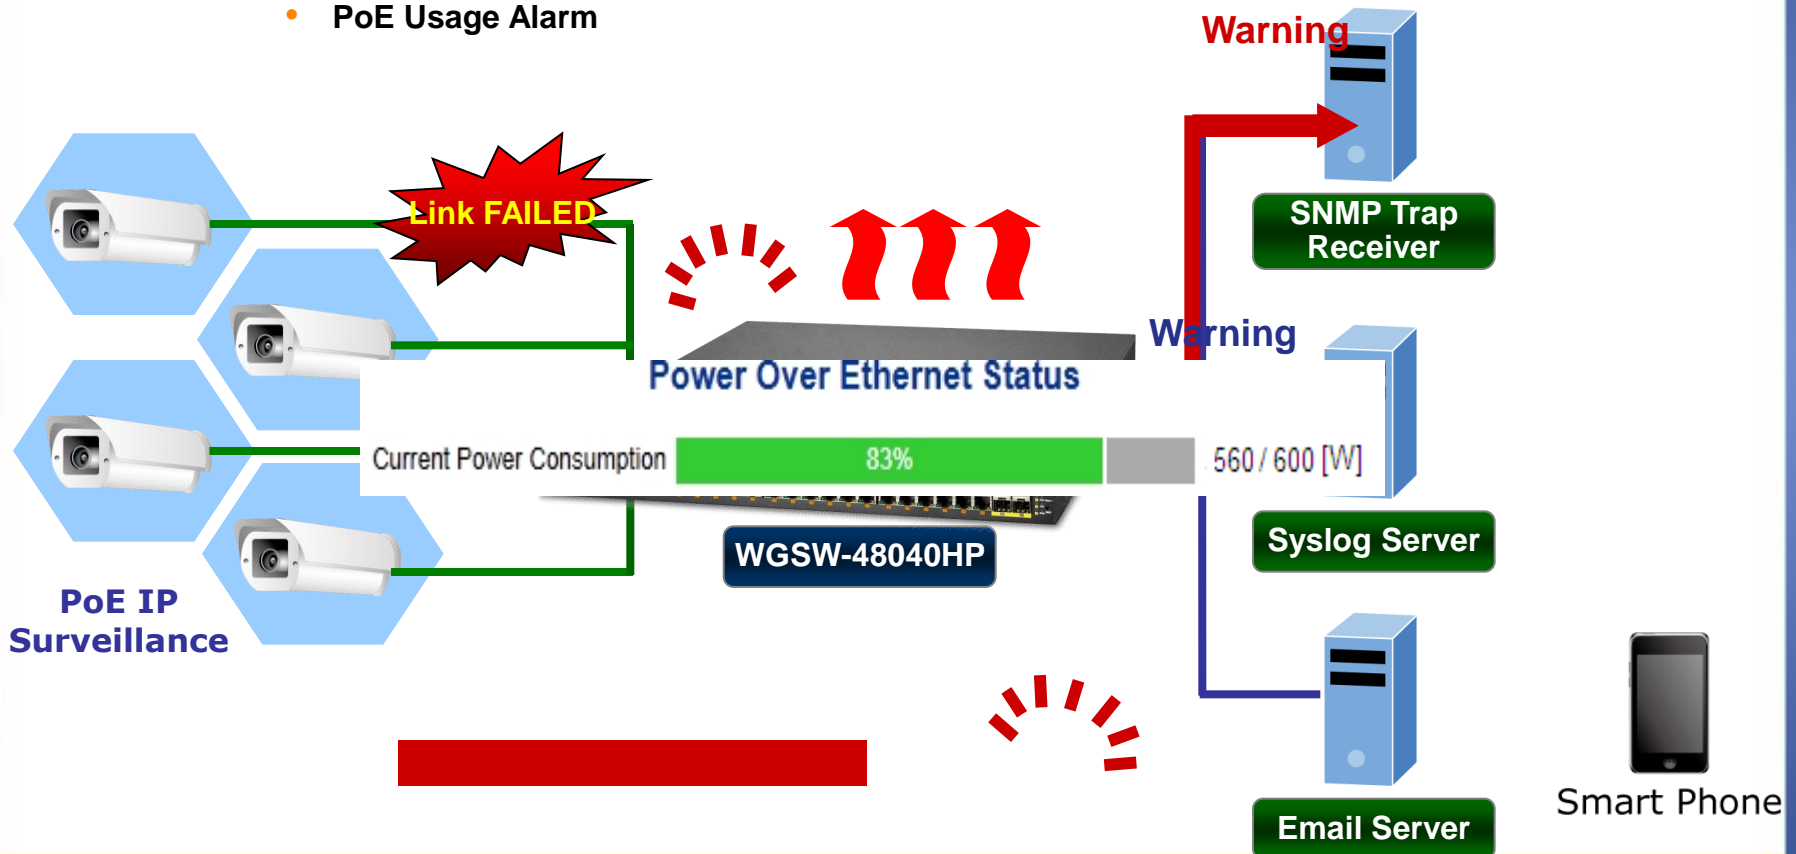 • PoE Usage Alarm
Warning
Link FAILED
SNMP Trap
Receiver
Warning
Power Over Ethernet Status
Current Power Consumption 83% 560 / 600 [W]
Syslog Server
WGSW-48040HP
PoE IP
Surveillance
Smart Phone
Email Server